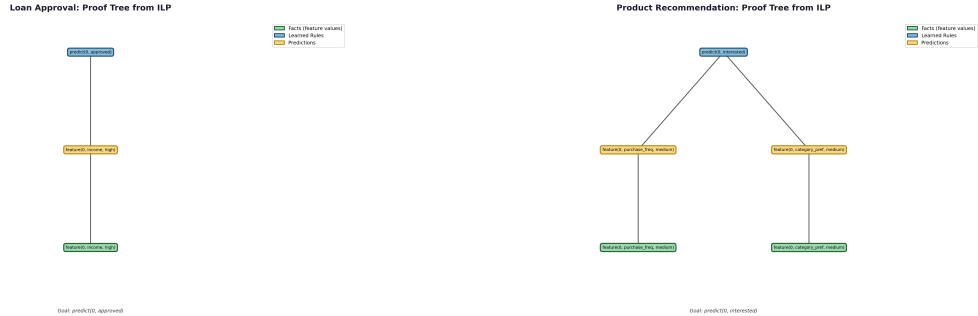 Loan Approval: Proof Tree from ILP
Facts (feature values)
Learned Rules
Predictions
predict(0, approved)
feature(0, income, high)
feature(0, income, high)
Goal: predict(0, approved)
Product Recommendation: Proof Tree from ILP
Facts (feature values)
Learned Rules
Predictions
predict(0, interested)
feature(0, purchase_freq, medium)
feature(0, category_pref, medium)
feature(0, purchase_freq, medium)
feature(0, category_pref, medium)
Goal: predict(0, interested)